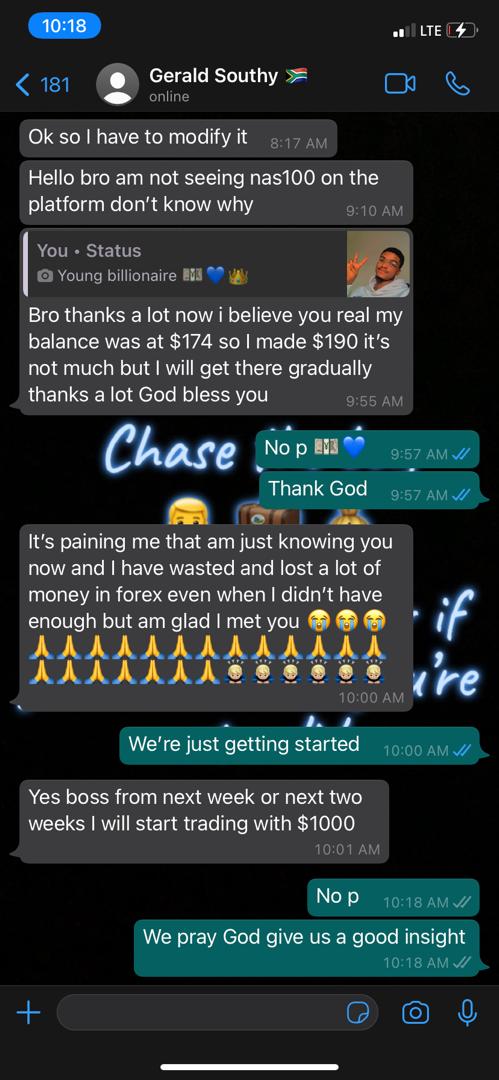 10:18
LTE
181
Gerald Southy 🇿🇦
online
Ok so I have to modify it
8:17 AM
Hello bro am not seeing nas100 on the
platform don't know why
9:10 AM
You • Status
Young billionaire 💵💙👑
Bro thanks a lot now i believe you real my
balance was at $174 so I made $190 it's
not much but I will get there gradually
thanks a lot God bless you
9:55 AM
Chase
No p 💵💙
9:57 AM
Thank God
9:57 AM
It's paining me that am just knowing you
now and I have wasted and lost a lot of
money in forex even when I didn't have
enough but am glad I met you 😭😭😭
🙏🙏🙏🙏🙏🙏🙏🙏🙏🙏🙏🙏🙏
🙏🙏🙏🙏🙏🙏🙏🙌🏼🙌🏼🙌🏼🙌🏼🙌🏼🙌🏼
10:00 AM
if
We're just getting started
10:00 AM
Yes boss from next week or next two
weeks I will start trading with $1000
10:01 AM
No p
10:18 AM
We pray God give us a good insight
10:18 AM